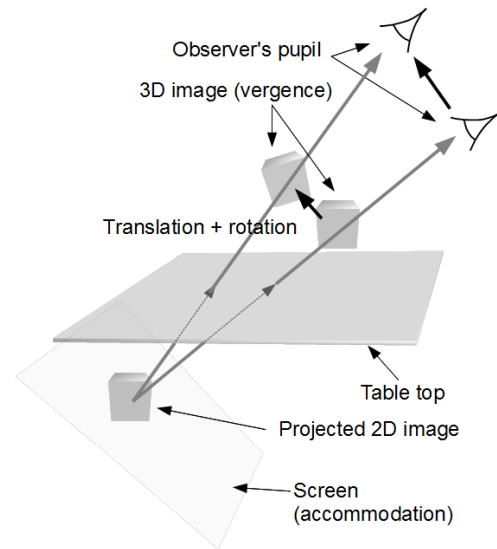 Observer's pupil
3D image (vergence)
Translation + rotation
Table top
Projected 2D image
Screen
(accommodation)